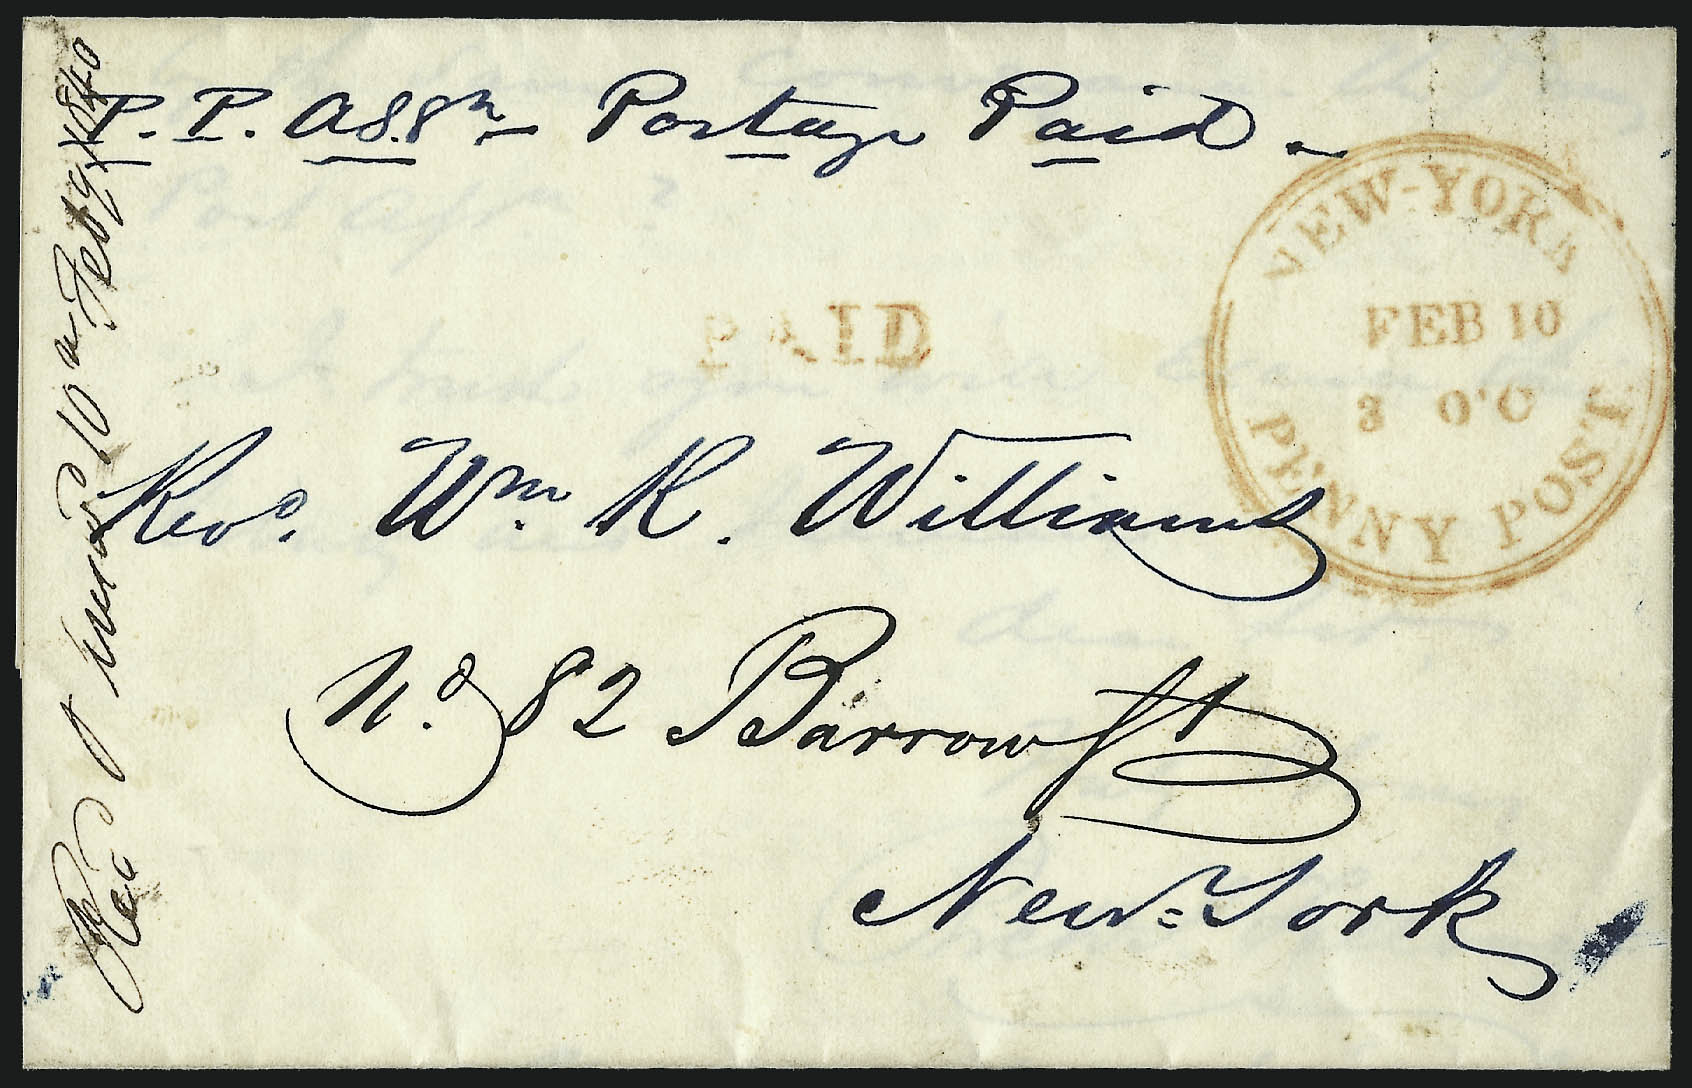 P. P. Assn - Postage Paid -
NEW-YORK
FEB 10
3 O'C
PENNY POST
PAID
Revd. Wm. R. Williams
No. 82 Barrow St
New-York
Recd & 10 Feby 1840